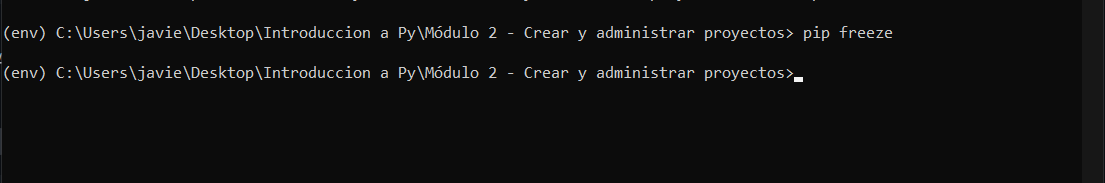 (env) C:\Users\javie\Desktop\Introduccion a Py\Módulo 2 - Crear y administrar proyectos> pip freeze
(env) C:\Users\javie\Desktop\Introduccion a Py\Módulo 2 - Crear y administrar proyectos>